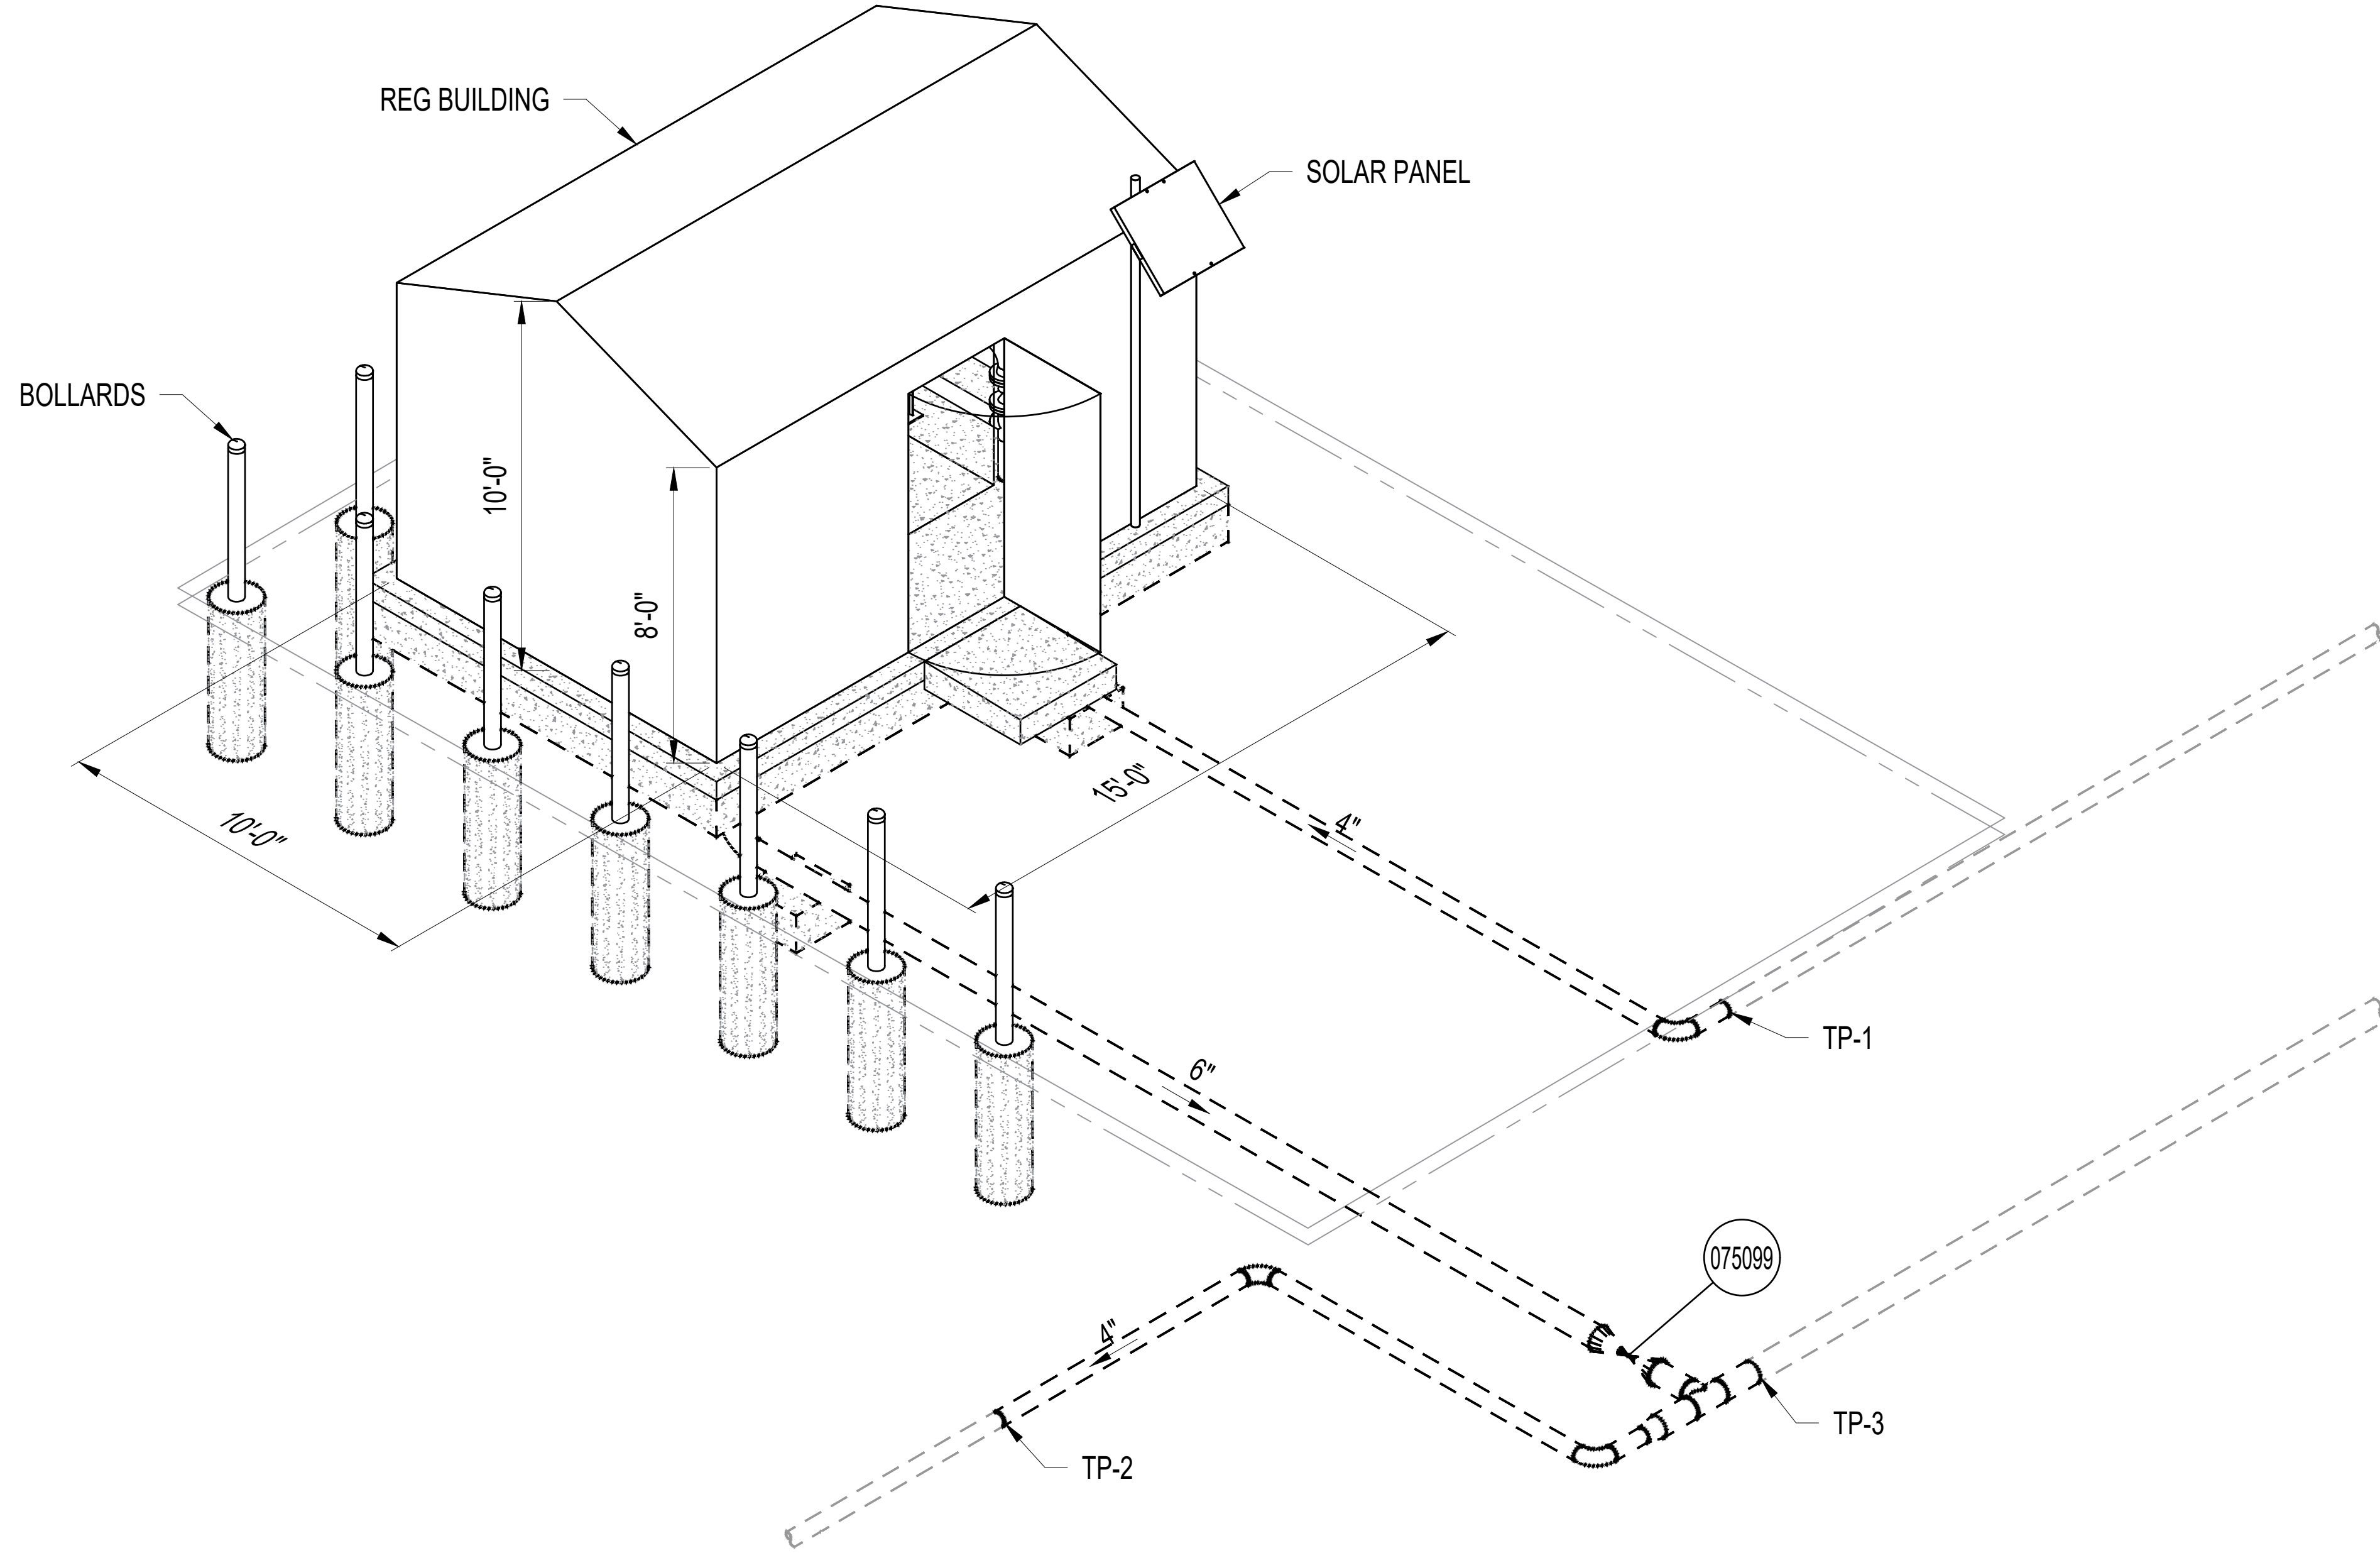 REG BUILDING
SOLAR PANEL
BOLLARDS
10'-0"
8'-0"
15'-0"
10'-0"
4"
TP-1
6"
075099
4"
TP-3
TP-2